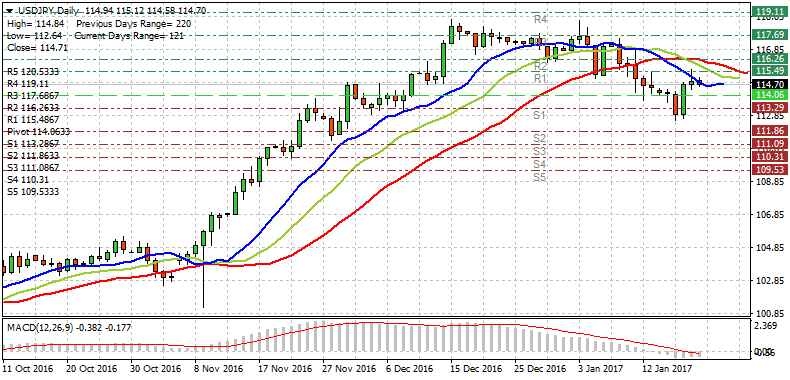 USDJPY,Daily 114.94 115.12 114.58 114.70
High= 114.84 Previous Days Range= 220
Low= 112.64 Current Days Range= 121
Close= 114.71
R5 120.5333
R4 119.11
R3 117.6867
R2 116.2633
R1 115.4867
Pivot 114.0633
S1 113.2867
S2 111.8633
S3 111.0867
S4 110.31
S5 109.5333
R4
R3
R2
R1
S1
S2
S3
S4
S5
119.11
118.85
117.69
116.85
116.26
115.49
114.70
114.06
113.29
112.85
111.86
111.09
110.31
109.53
108.85
106.85
104.85
102.85
100.85
MACD(12,26,9) -0.382 -0.177
2.369
0.00
11 Oct 2016 20 Oct 2016 30 Oct 2016 8 Nov 2016 17 Nov 2016 27 Nov 2016 6 Dec 2016 15 Dec 2016 25 Dec 2016 3 Jan 2017 12 Jan 2017